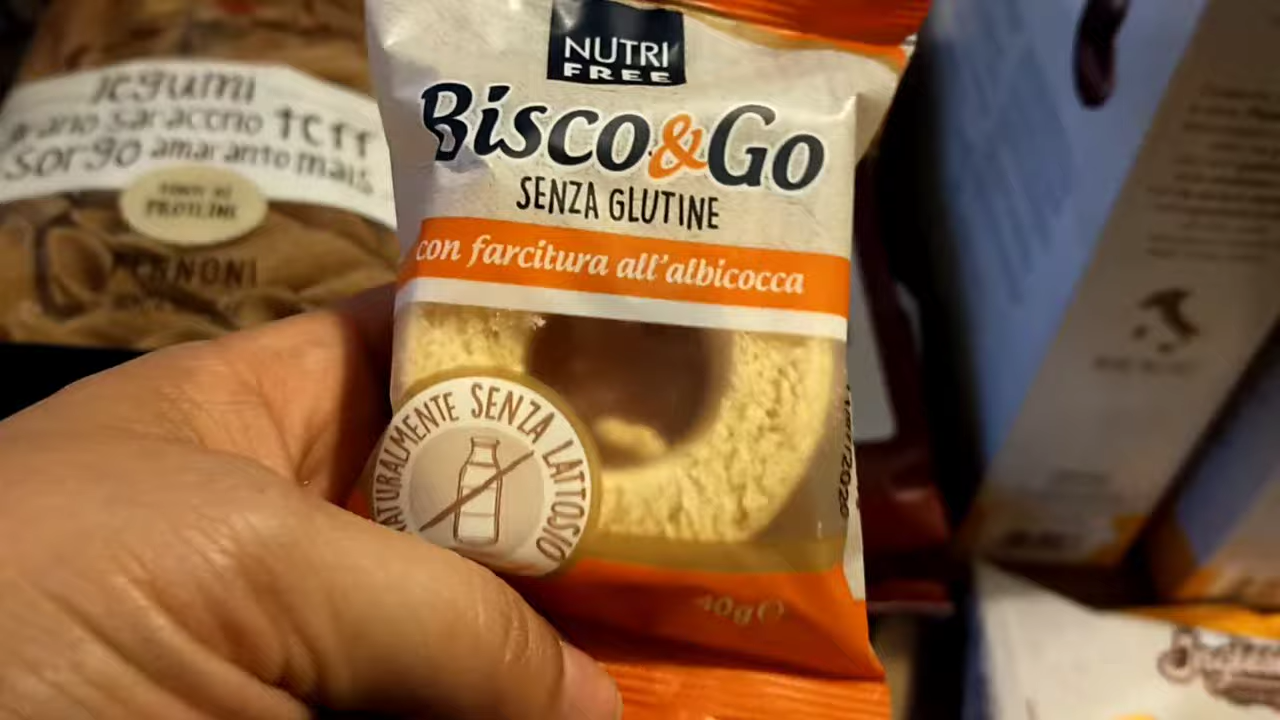 NUTRI
FREE
Bisco&Go
SENZA GLUTINE
con farcitura all'albicocca
NATURALMENTE SENZA LATTOSIO
40g e
legumi
grano saraceno teff
sorgo amaranto mais
PROTEINE